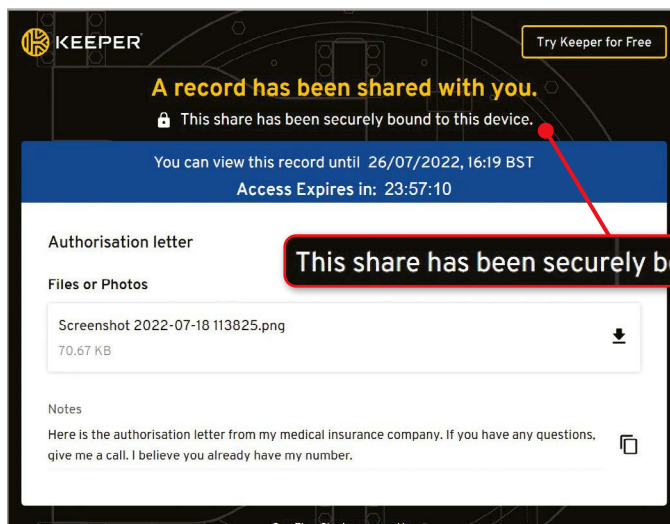 KEEPER
Try Keeper for Free
A record has been shared with you.
This share has been securely bound to this device.
You can view this record until 26/07/2022, 16:19 BST
Access Expires in: 23:57:10
Authorisation letter
This share has been securely
Files or Photos
Screenshot 2022-07-18 113825.png
70.67 KB
Notes
Here is the authorisation letter from my medical insurance company. If you have any questions,
give me a call. I believe you already have my number.